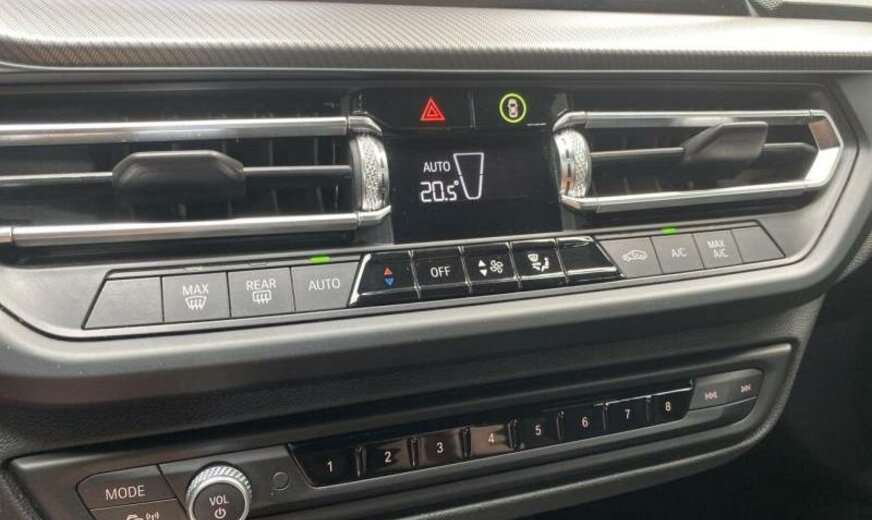 AUTO
20.5°
MAX
REAR
AUTO
OFF
A/C
MAX
A/C
1 2 3 4 5 6 7 8
MODE
VOL